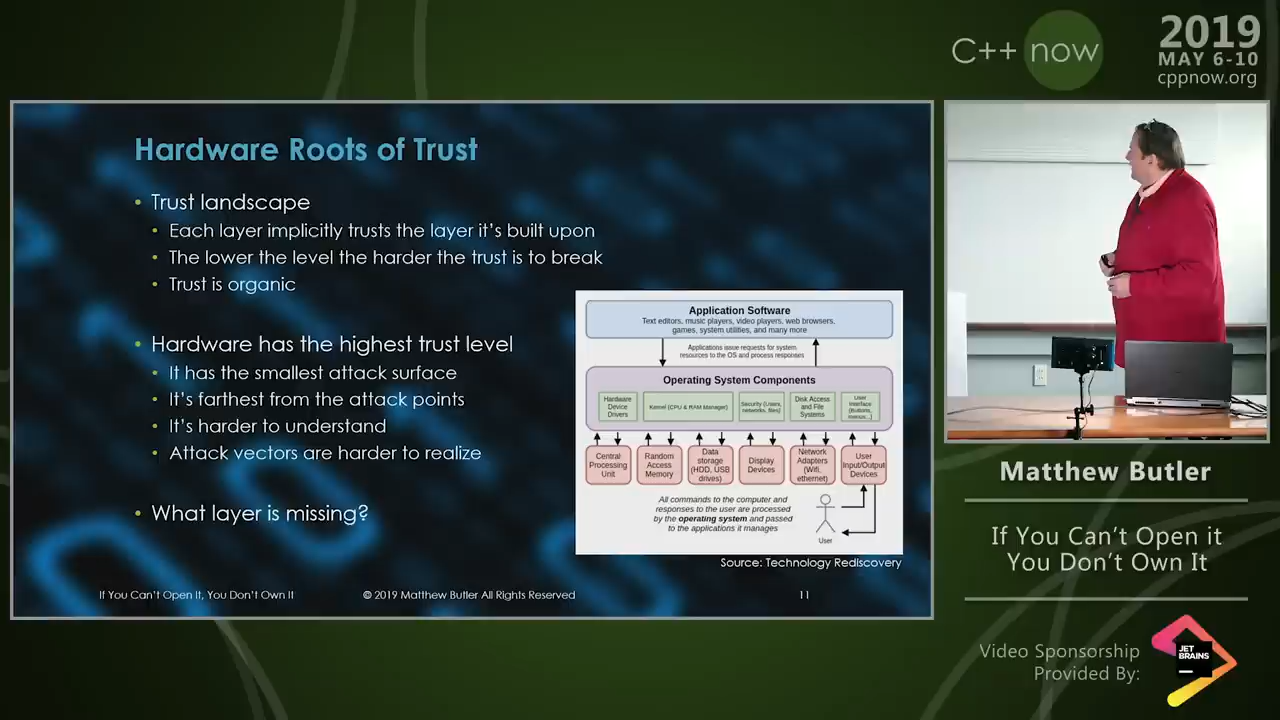 C++ now
2019
MAY 6-10
cppnow.org
Hardware Roots of Trust
• Trust landscape
• Each layer implicitly trusts the layer it's built upon
• The lower the level the harder the trust is to break
• Trust is organic
• Hardware has the highest trust level
• It has the smallest attack surface
• It's farthest from the attack points
• It's harder to understand
• Attack vectors are harder to realize
• What layer is missing?
Application Software
Text editors, music players, video players, web browsers,
games, system utilities, and many more
Applications issue requests for system
resources to the OS and process responses
Operating System Components
Hardware
Device
Drivers
Kernel (CPU & RAM Manager)
Security (Users,
networks, files)
Disk Access
and File
Systems
User
Interface
(Buttons,
menus...)
Central
Processing
Unit
Random
Access
Memory
Data
storage
(HDD, USB
drives)
Display
Devices
Network
Adapters
(Wifi,
ethernet)
User
Input/Output
Devices
All commands to the computer and
responses to the user are processed
by the operating system and passed
to the applications it manages
User
Source: Technology Rediscovery
If You Can't Open It, You Don't Own It
© 2019 Matthew Butler All Rights Reserved
11
Matthew Butler
If You Can't Open it
You Don't Own It
Video Sponsorship
Provided By:
JET
BRAINS